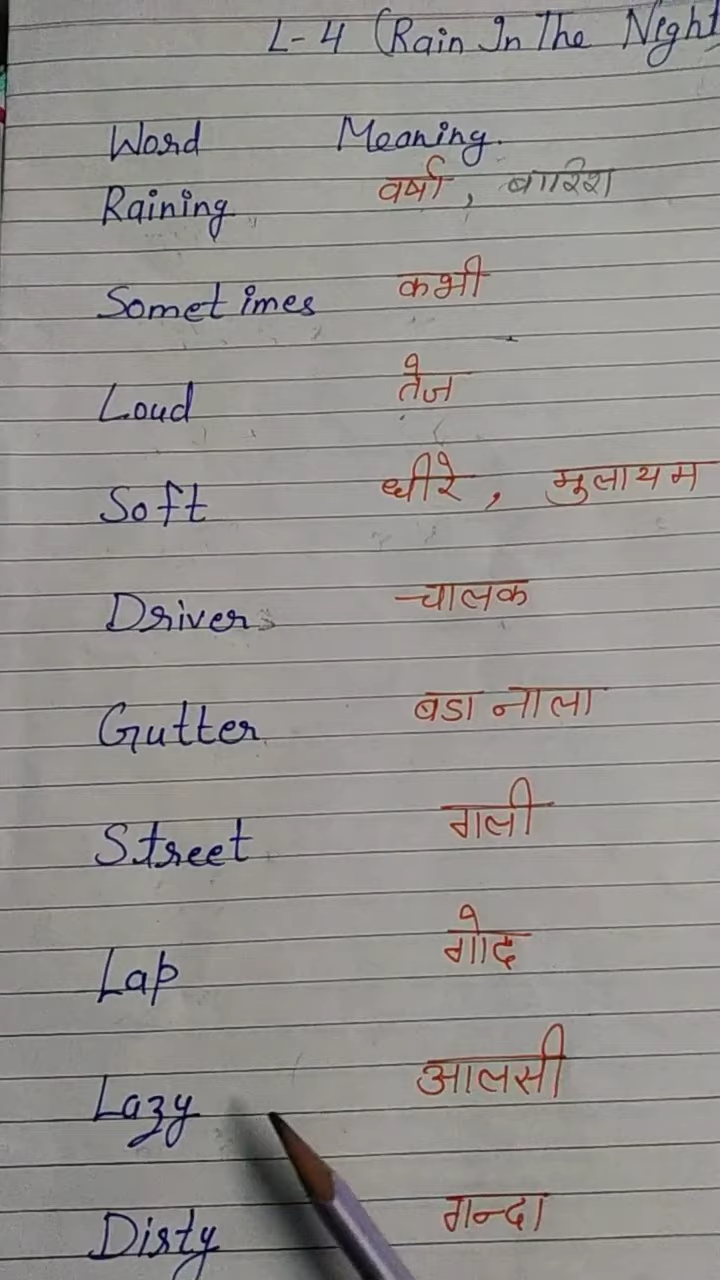 L-4 (Rain In The Night
Word Meaning.
Raining वर्षा, बारिश
Sometimes कभी
Loud तेज
Soft धीरे, मुलायम
Driver चालक
Gutter बडा नाला
Street गली
Lap गोद
Lazy आलसी
Dirty गन्दा